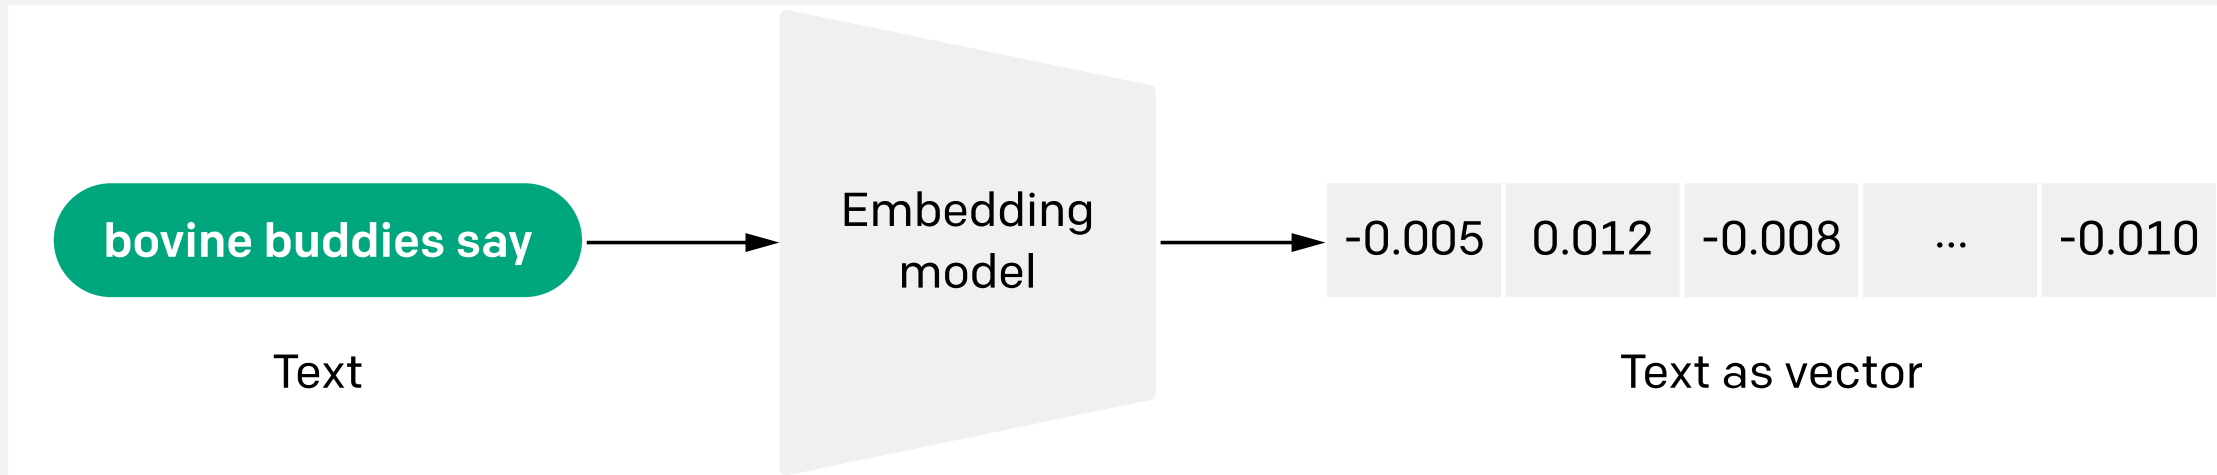 bovine buddies say
Embedding
model
-0.005 0.012 -0.008 ... -0.010
Text
Text as vector